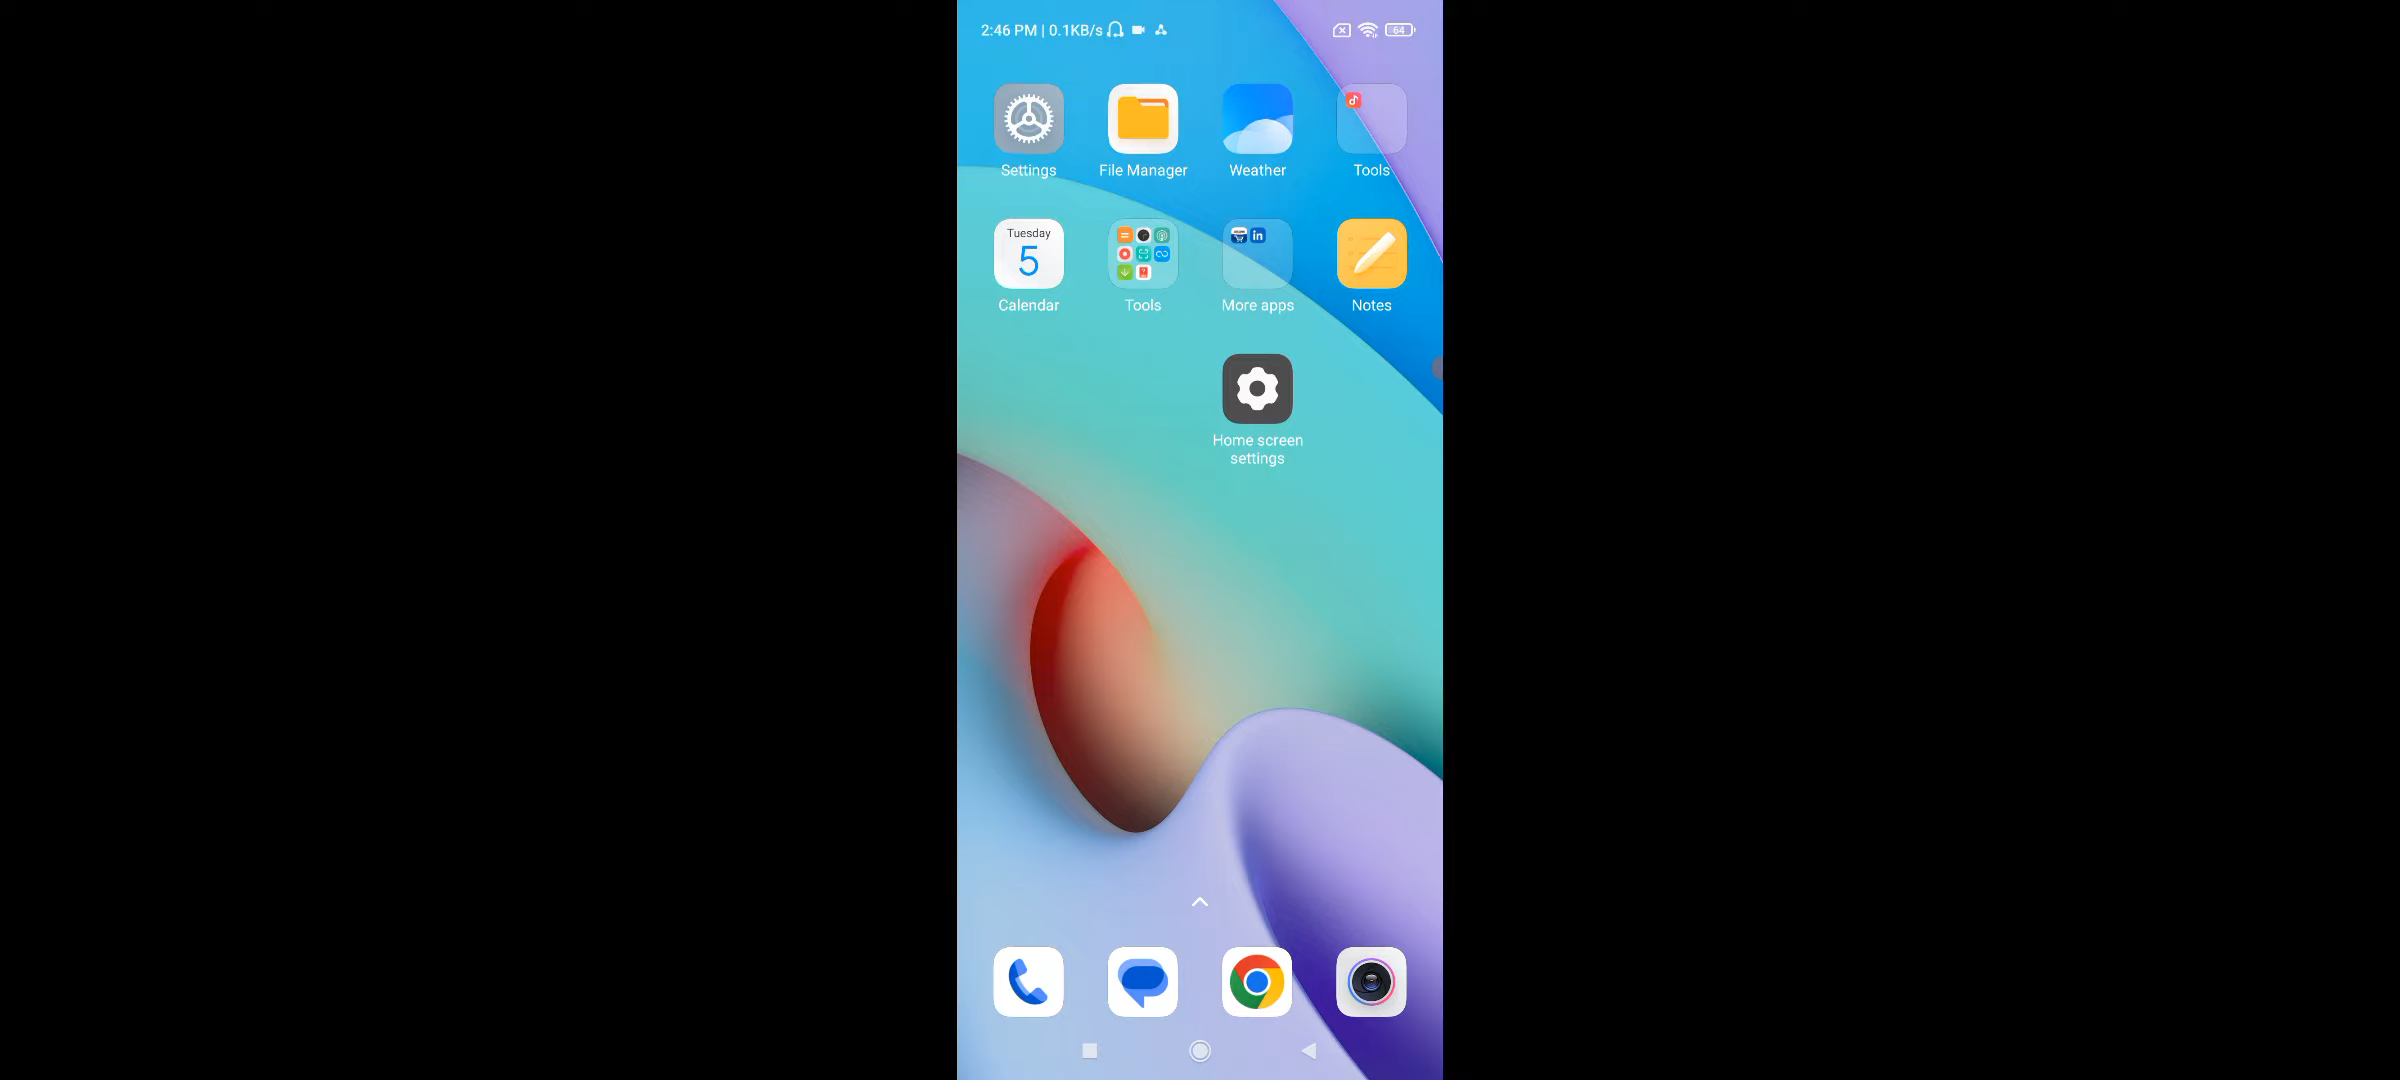 2:46 PM | 0.1KB/s 64
Settings File Manager Weather Tools
Tuesday
5
in
Calendar Tools More apps Notes
Home screen
settings